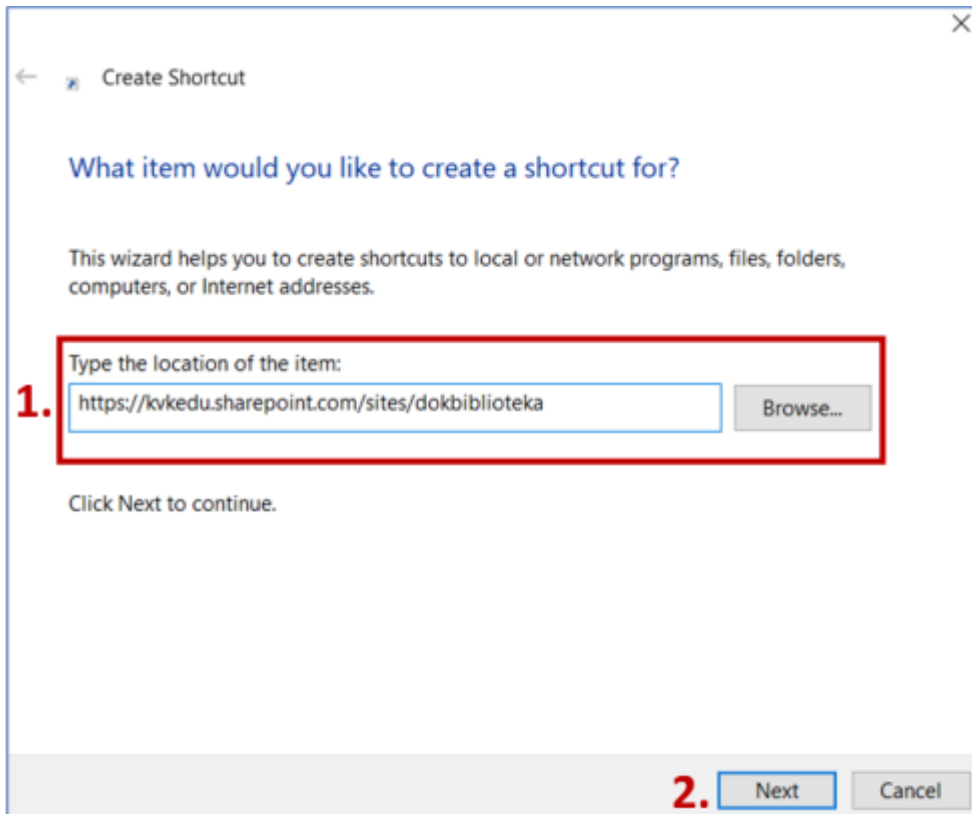 Create Shortcut
What item would you like to create a shortcut for?
This wizard helps you to create shortcuts to local or network programs, files, folders,
computers, or Internet addresses.
Type the location of the item:
1. https://kvkedu.sharepoint.com/sites/dokbiblioteka Browse...
Click Next to continue.
2. Next Cancel